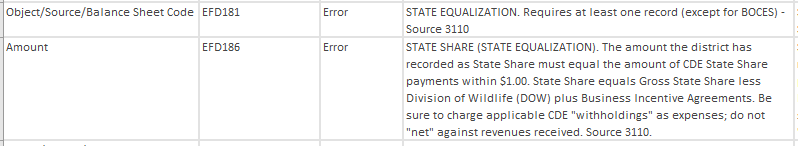 Object/Source/Balance Sheet Code EFD181 Error STATE EQUALIZATION. Requires at least one record (except for BOCES) -
Source 3110
Amount EFD186 Error STATE SHARE (STATE EQUALIZATION). The amount the district has
recorded as State Share must equal the amount of CDE State Share
payments within $1.00. State Share equals Gross State Share less
Division of Wildlife (DOW) plus Business Incentive Agreements. Be
sure to charge applicable CDE "withholdings" as expenses; do not
"net" against revenues received. Source 3110.